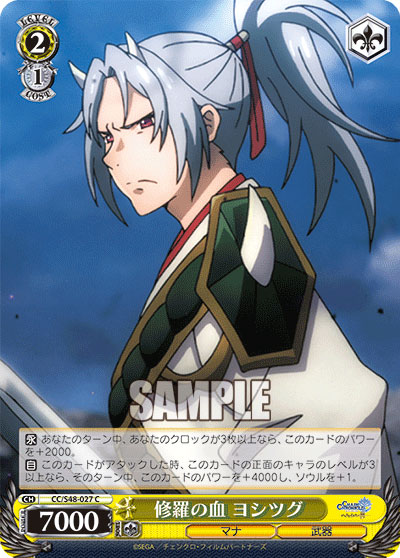 LEVEL
2
1
COST
SAMPLE
永 あなたのターン中、あなたのクロックが3枚以上なら、このカードのパワーを+2000。
自 このカードがアタックした時、このカードの正面のキャラのレベルが3以上なら、そのターン中、このカードのパワーを+4000し、ソウルを+1。
CH
CC/S48-027 C
修羅の血 ヨシツグ
CHAIN CHRONICLE
POWER
7000
マナ
武器
©SEGA / チェンクロ・フィルムパートナーズ